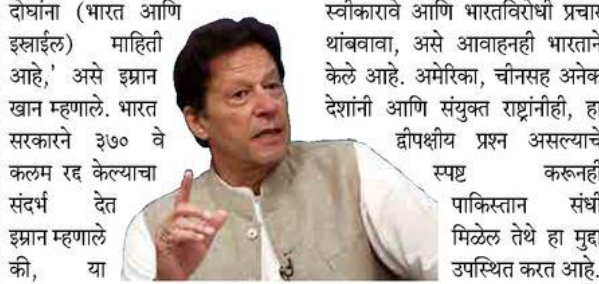 दोघांना (भारत आणि
इस्राईल) माहिती
आहे,' असे इम्रान
खान म्हणाले. भारत
सरकारने ३७० वे
कलम रद्द केल्याचा
संदर्भ देत
इम्रान म्हणाले
की, या
स्वीकारावे आणि भारतविरोधी प्रचार
थांबवावा, असे आवाहनही भारताने
केले आहे. अमेरिका, चीनसह अनेक
देशांनी आणि संयुक्त राष्ट्रांनीही, हा
द्वीपक्षीय प्रश्न असल्याचे
स्पष्ट करूनही
पाकिस्तान संधी
मिळेल तेथे हा मुद्दा
उपस्थित करत आहे.